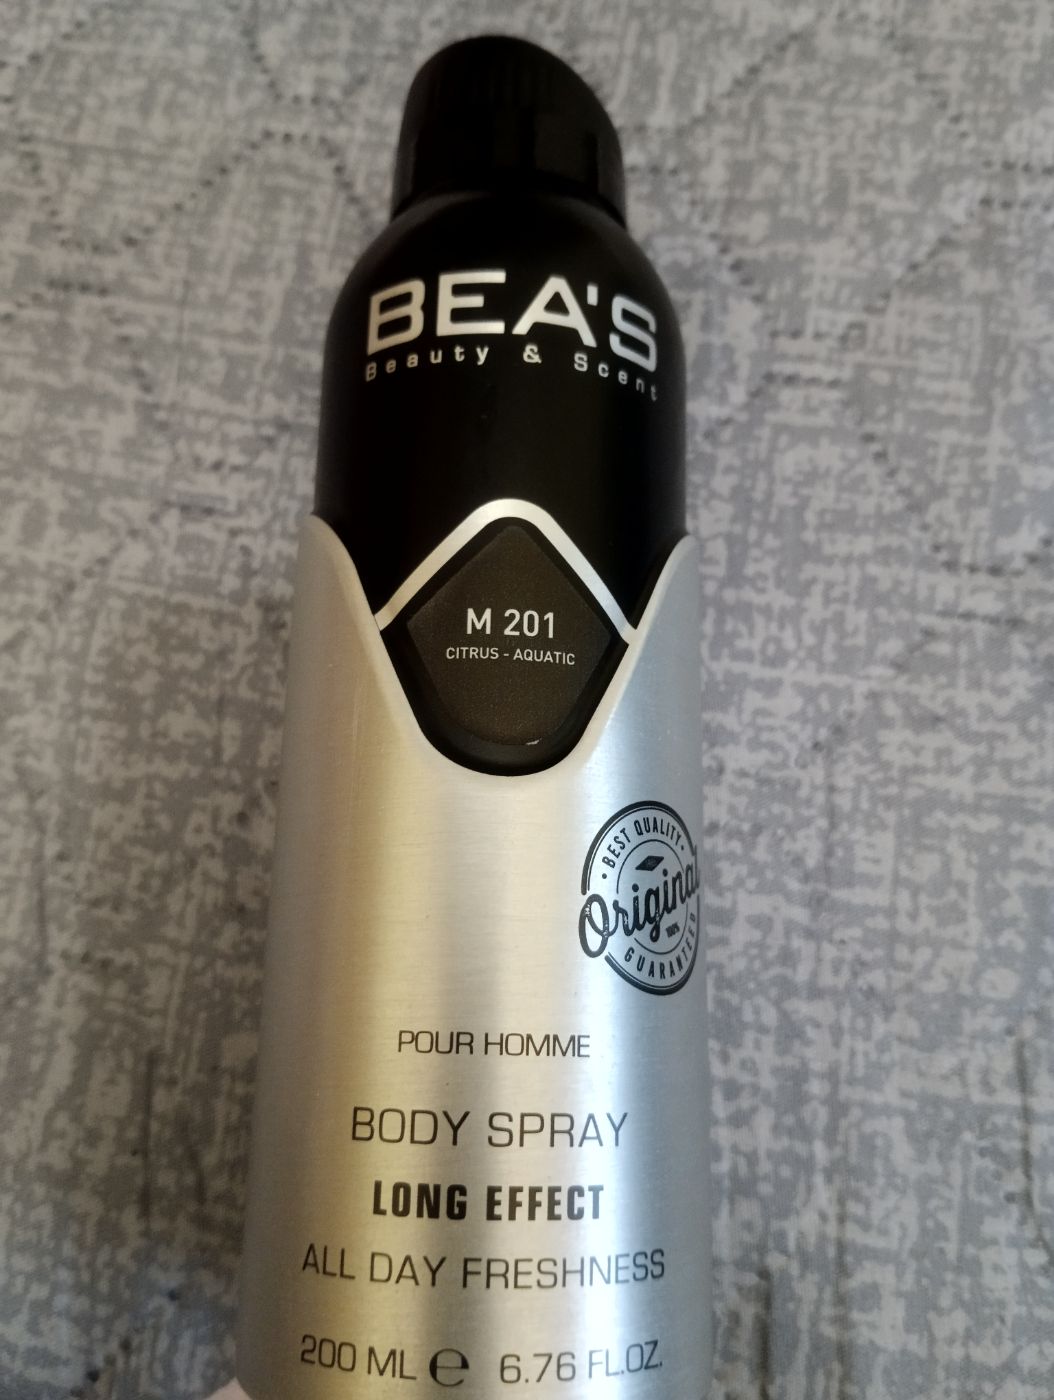 BEA'S
Beauty & Scent
M 201
CITRUS - AQUATIC
BEST QUALITY
Original
100%
GUARANTEED
POUR HOMME
BODY SPRAY
LONG EFFECT
ALL DAY FRESHNESS
200 ML e 6.76 FL.OZ.